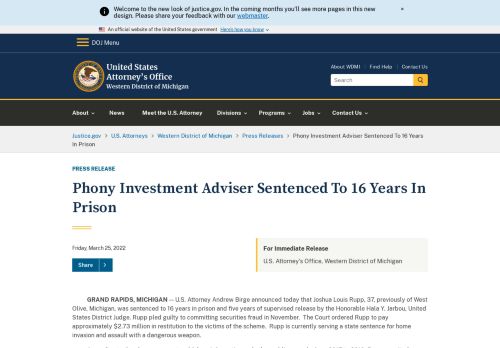 Welcome to the new look of justice.gov. In the coming months you'll see more pages in this new
design. Please share your feedback with our webmaster.
×
An official website of the United States government Here's how you know
DOJ Menu
United States
Attorney's Office
Western District of Michigan
About WDMI Find Help Contact Us
Search
About News Meet the U.S. Attorney Divisions Programs Jobs Contact Us
Justice.gov > U.S. Attorneys > Western District of Michigan > Press Releases > Phony Investment Adviser Sentenced To 16 Years
In Prison
PRESS RELEASE
Phony Investment Adviser Sentenced To 16 Years In
Prison
Friday, March 25, 2022
Share >
For Immediate Release
U.S. Attorney's Office, Western District of Michigan
GRAND RAPIDS, MICHIGAN — U.S. Attorney Andrew Birge announced today that Joshua Louis Rupp, 37, previously of West
Olive, Michigan, was sentenced to 16 years in prison and five years of supervised release by the Honorable Hala Y. Jarbou, United
States District Judge. Rupp pled guilty to committing securities fraud in November. The Court ordered Rupp to pay
approximately $2.73 million in restitution to the victims of the scheme. Rupp is currently serving a state sentence for home
invasion and assault with a dangerous weapon.